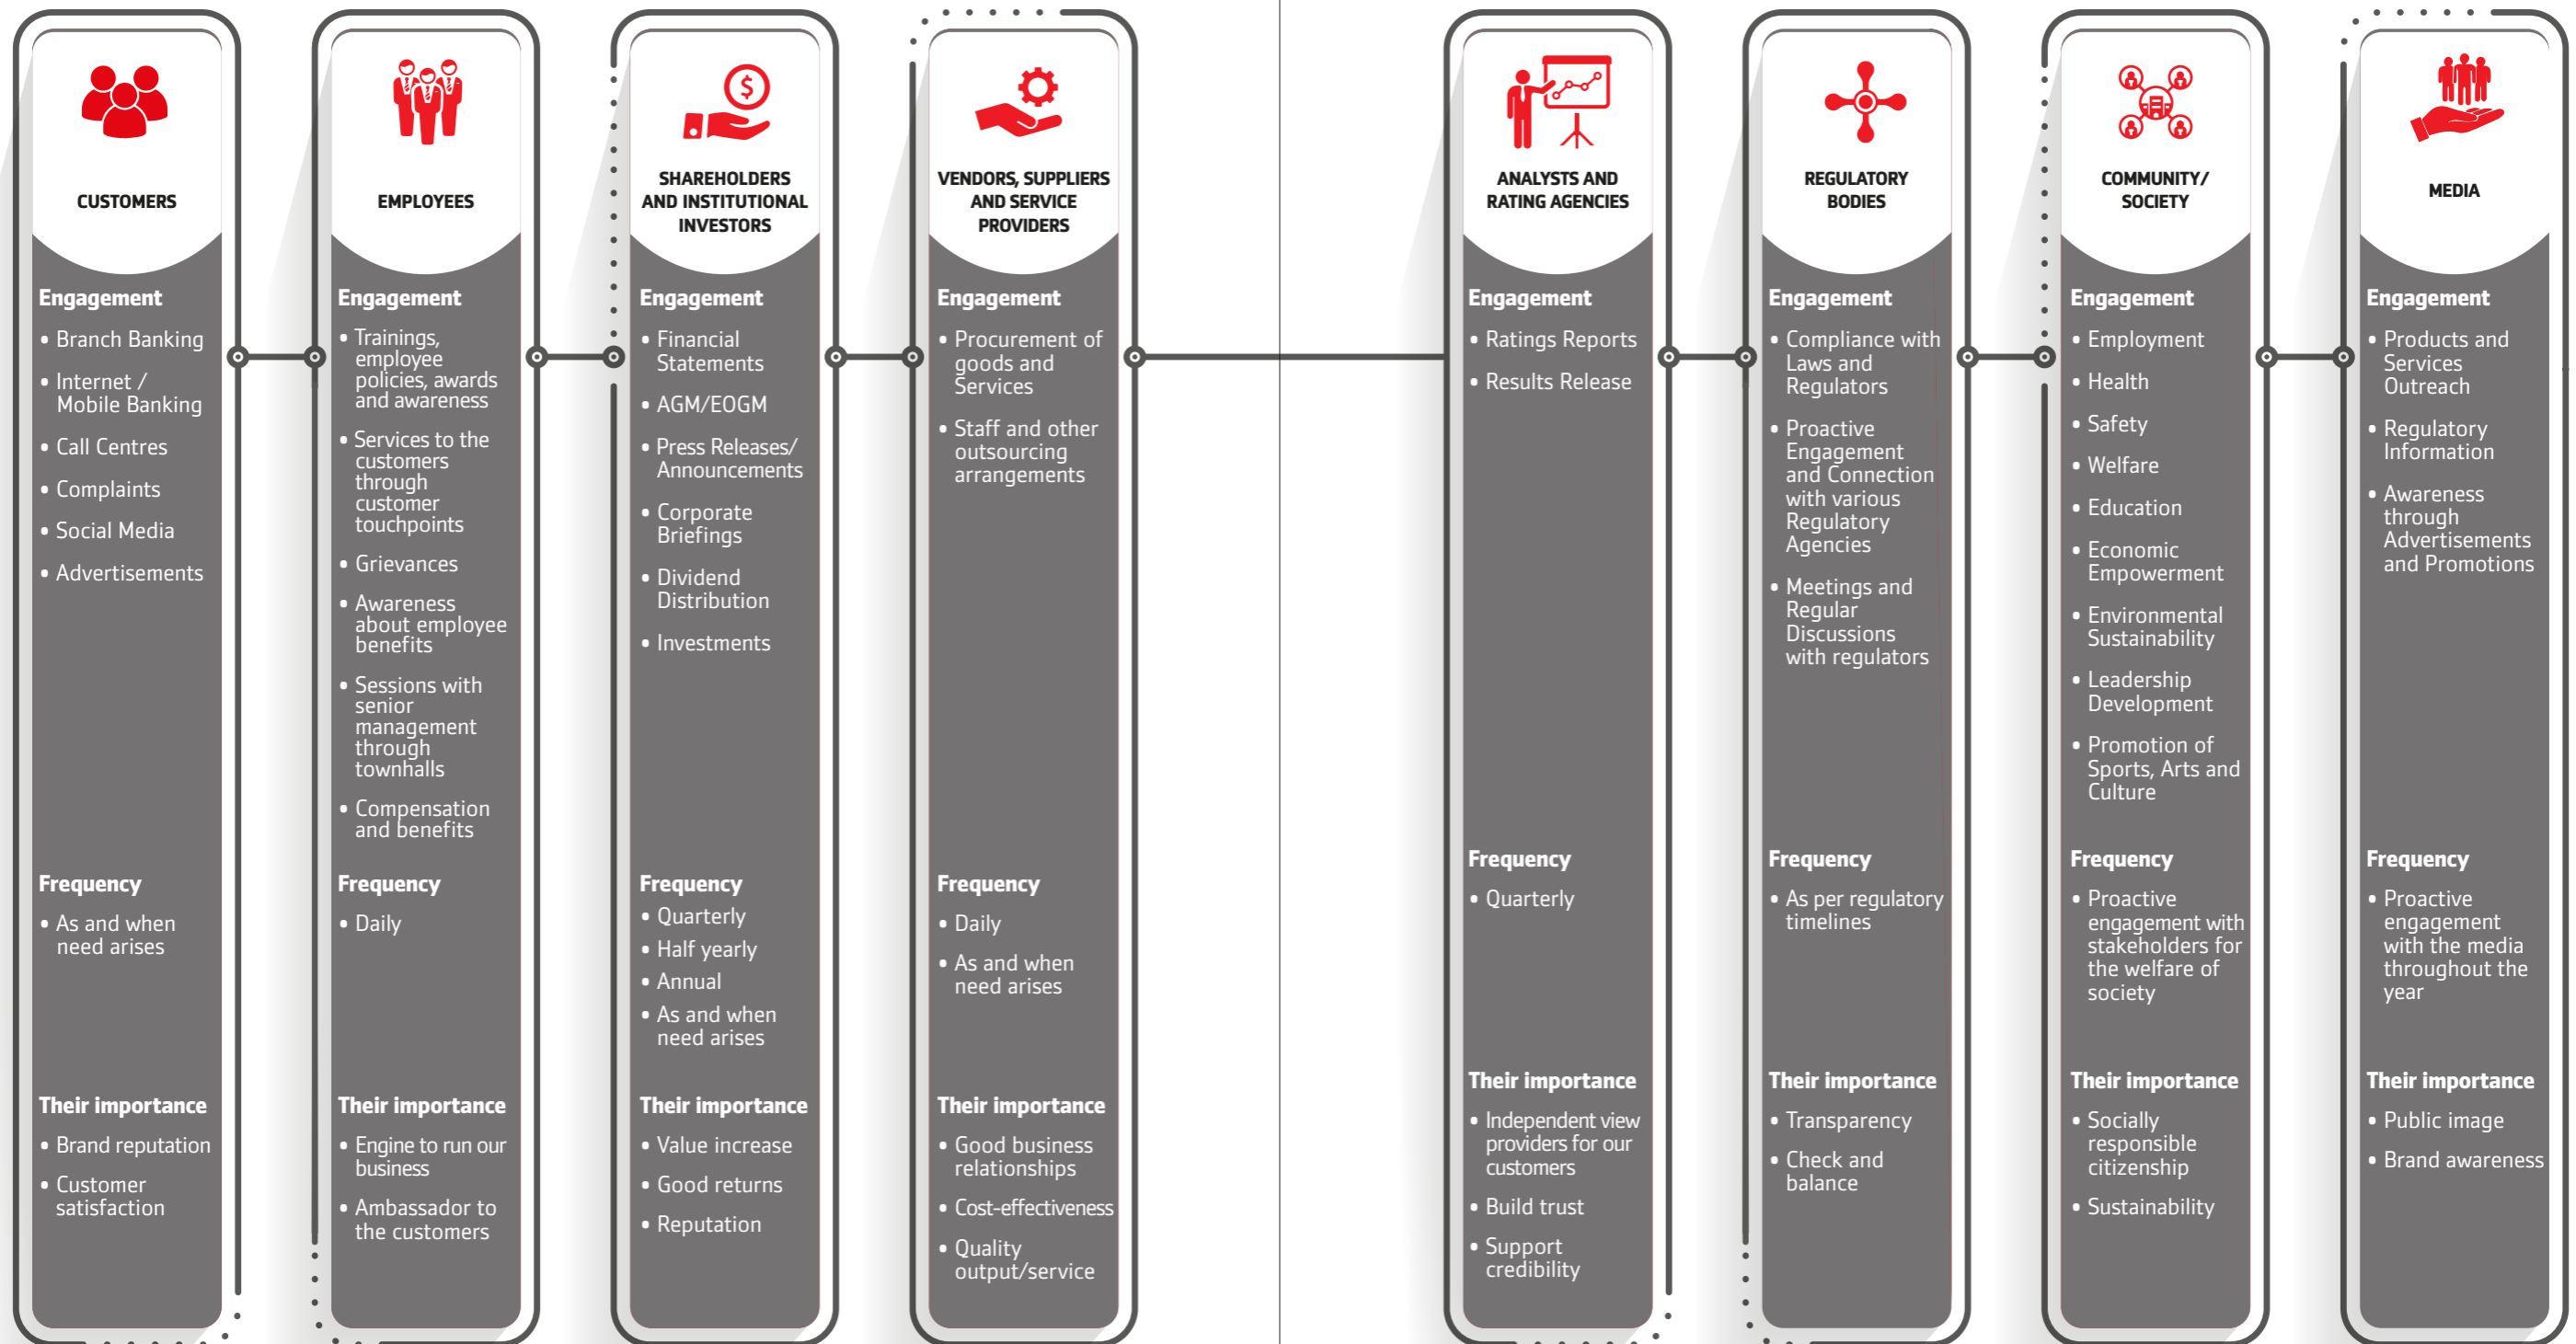 CUSTOMERS
Engagement
• Branch Banking
• Internet /
Mobile Banking
• Call Centres
• Complaints
• Social Media
• Advertisements
Frequency
• As and when
need arises
Their importance
• Brand reputation
• Customer
satisfaction
EMPLOYEES
Engagement
• Trainings,
employee
policies, awards
and awareness
• Services to the
customers
through
customer
touchpoints
• Grievances
• Awareness
about employee
benefits
• Sessions with
senior
management
through
townhalls
• Compensation
and benefits
Frequency
• Daily
Their importance
• Engine to run our
business
• Ambassador to
the customers
SHAREHOLDERS
AND INSTITUTIONAL
INVESTORS
Engagement
• Financial
Statements
• AGM/EOGM
• Press Releases/
Announcements
• Corporate
Briefings
• Dividend
Distribution
• Investments
Frequency
• Quarterly
• Half yearly
• Annual
• As and when
need arises
Their importance
• Value increase
• Good returns
• Reputation
VENDORS, SUPPLIERS
AND SERVICE
PROVIDERS
Engagement
• Procurement of
goods and
Services
• Staff and other
outsourcing
arrangements
Frequency
• Daily
• As and when
need arises
Their importance
• Good business
relationships
• Cost-effectiveness
• Quality
output/service
ANALYSTS AND
RATING AGENCIES
Engagement
• Ratings Reports
• Results Release
Frequency
• Quarterly
Their importance
• Independent view
providers for our
customers
• Build trust
• Support
credibility
REGULATORY
BODIES
Engagement
• Compliance with
Laws and
Regulators
• Proactive
Engagement
and Connection
with various
Regulatory
Agencies
• Meetings and
Regular
Discussions
with regulators
Frequency
• As per regulatory
timelines
Their importance
• Transparency
• Check and
balance
COMMUNITY/
SOCIETY
Engagement
• Employment
• Health
• Safety
• Welfare
• Education
• Economic
Empowerment
• Environmental
Sustainability
• Leadership
Development
• Promotion of
Sports, Arts and
Culture
Frequency
• Proactive
engagement with
stakeholders for
the welfare of
society
Their importance
• Socially
responsible
citizenship
• Sustainability
MEDIA
Engagement
• Products and
Services
Outreach
• Regulatory
Information
• Awareness
through
Advertisements
and Promotions
Frequency
• Proactive
engagement
with the media
throughout the
year
Their importance
• Public image
• Brand awareness